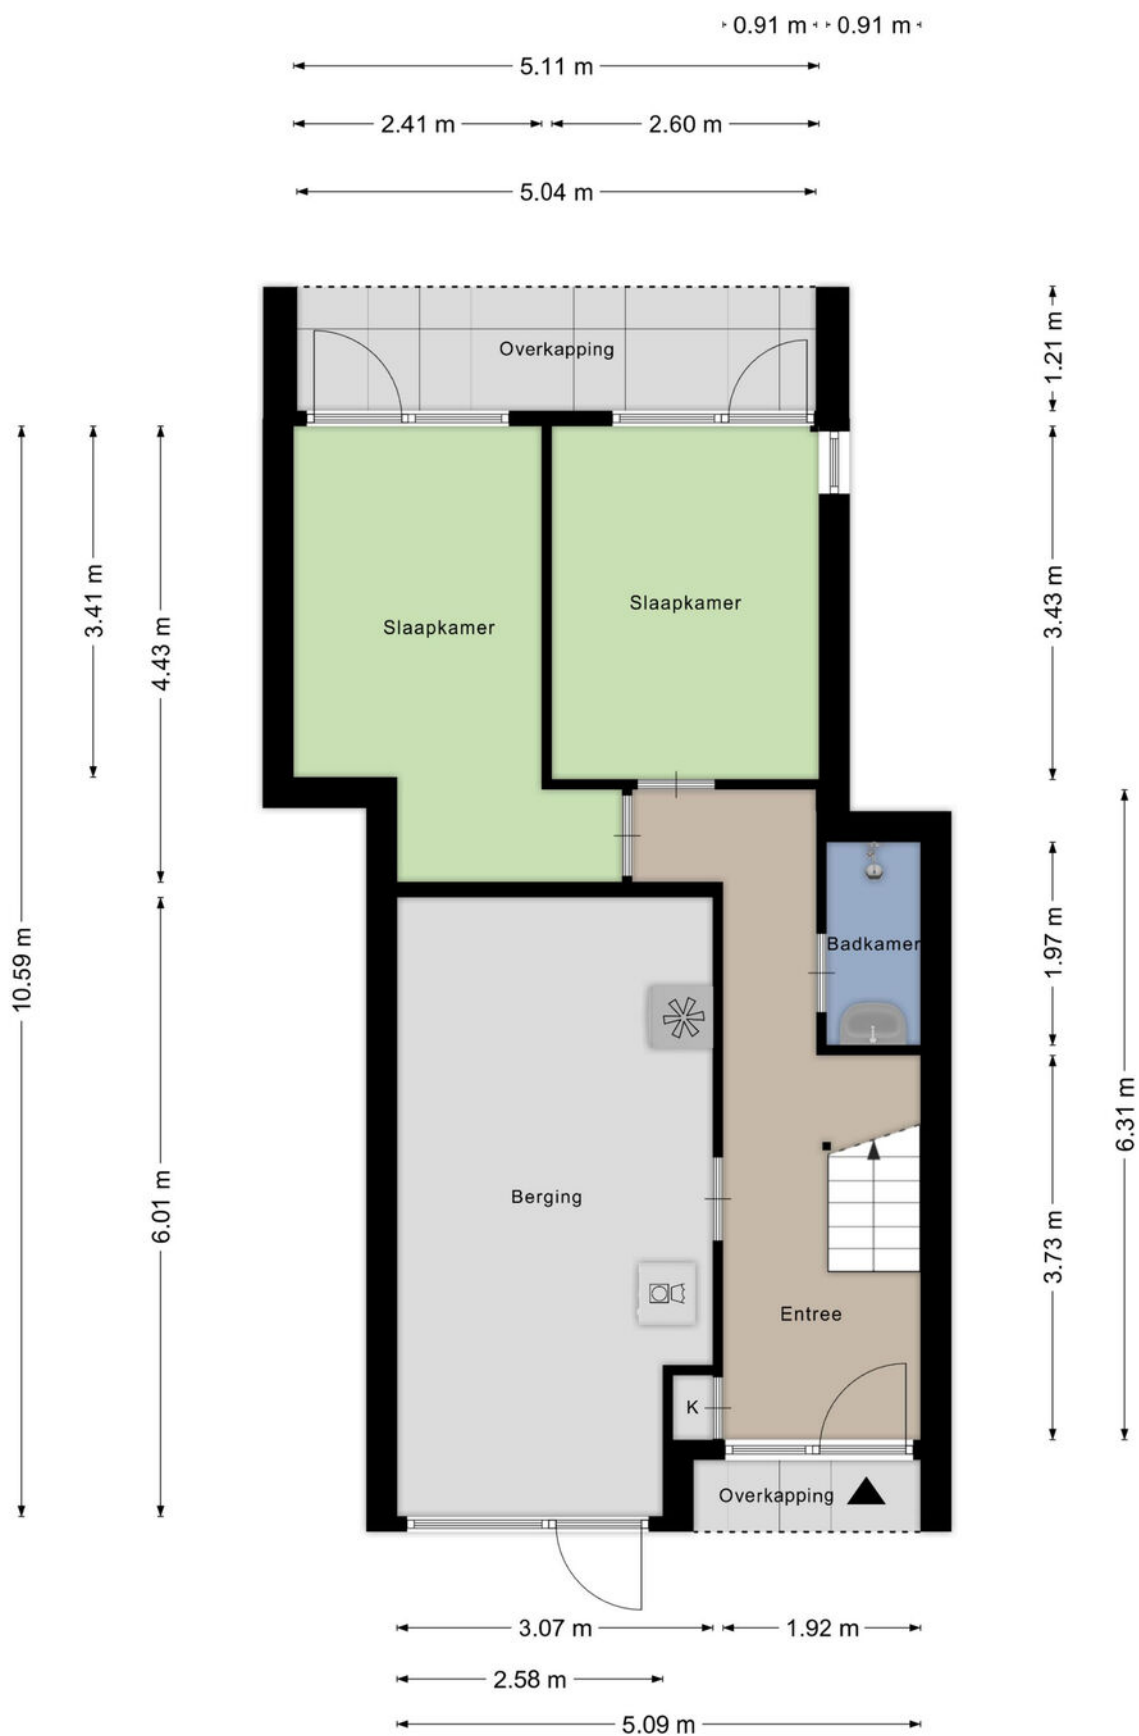 0.91 m 0.91 m
5.11 m
2.41 m 2.60 m
5.04 m
Overkapping
1.21 m
3.41 m
4.43 m
10.59 m
6.01 m
Slaapkamer
Slaapkamer
3.43 m
Badkamer
1.97 m
6.31 m
3.73 m
Berging
Entree
K
Overkapping
3.07 m 1.92 m
2.58 m
5.09 m